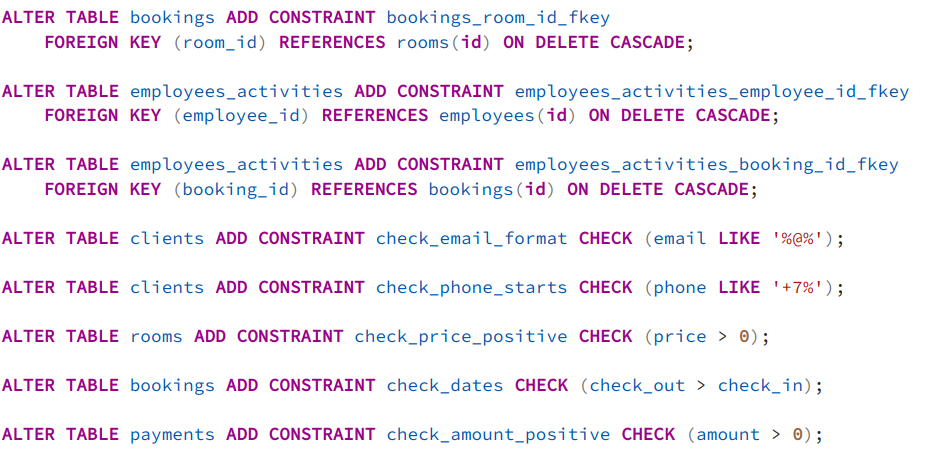 ALTER TABLE bookings ADD CONSTRAINT bookings_room_id_fkey
    FOREIGN KEY (room_id) REFERENCES rooms(id) ON DELETE CASCADE;

ALTER TABLE employees_activities ADD CONSTRAINT employees_activities_employee_id_fkey
    FOREIGN KEY (employee_id) REFERENCES employees(id) ON DELETE CASCADE;

ALTER TABLE employees_activities ADD CONSTRAINT employees_activities_booking_id_fkey
    FOREIGN KEY (booking_id) REFERENCES bookings(id) ON DELETE CASCADE;

ALTER TABLE clients ADD CONSTRAINT check_email_format CHECK (email LIKE '%@%');

ALTER TABLE clients ADD CONSTRAINT check_phone_starts CHECK (phone LIKE '+7%');

ALTER TABLE rooms ADD CONSTRAINT check_price_positive CHECK (price > 0);

ALTER TABLE bookings ADD CONSTRAINT check_dates CHECK (check_out > check_in);

ALTER TABLE payments ADD CONSTRAINT check_amount_positive CHECK (amount > 0);